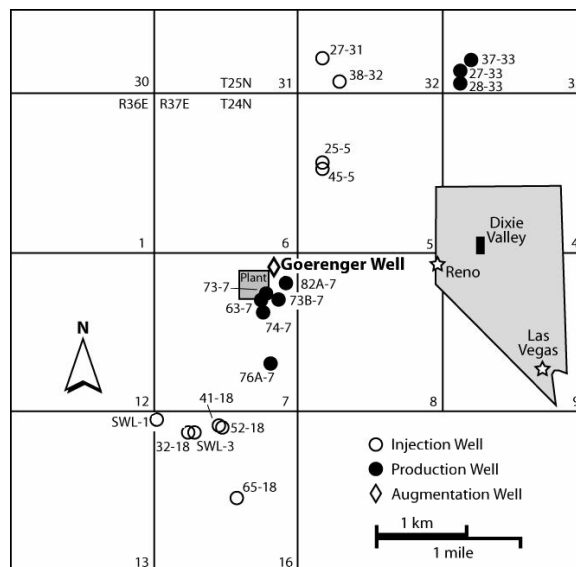 27-31
37-33
38-32
27-33
28-33
30
T25N
31
32
R36E
R37E
T24N
25-5
45-5
Dixie
Valley
1
6
5
4
Goerenger Well
Reno
Plant
73-7
82A-7
63-7
73B-7
74-7
N
Las
Vegas
76A-7
12
7
8
9
41-18
SWL-1
52-18
32-18
SWL-3
Injection Well
Production Well
Augmentation Well
65-18
1 km
1 mile
13
16